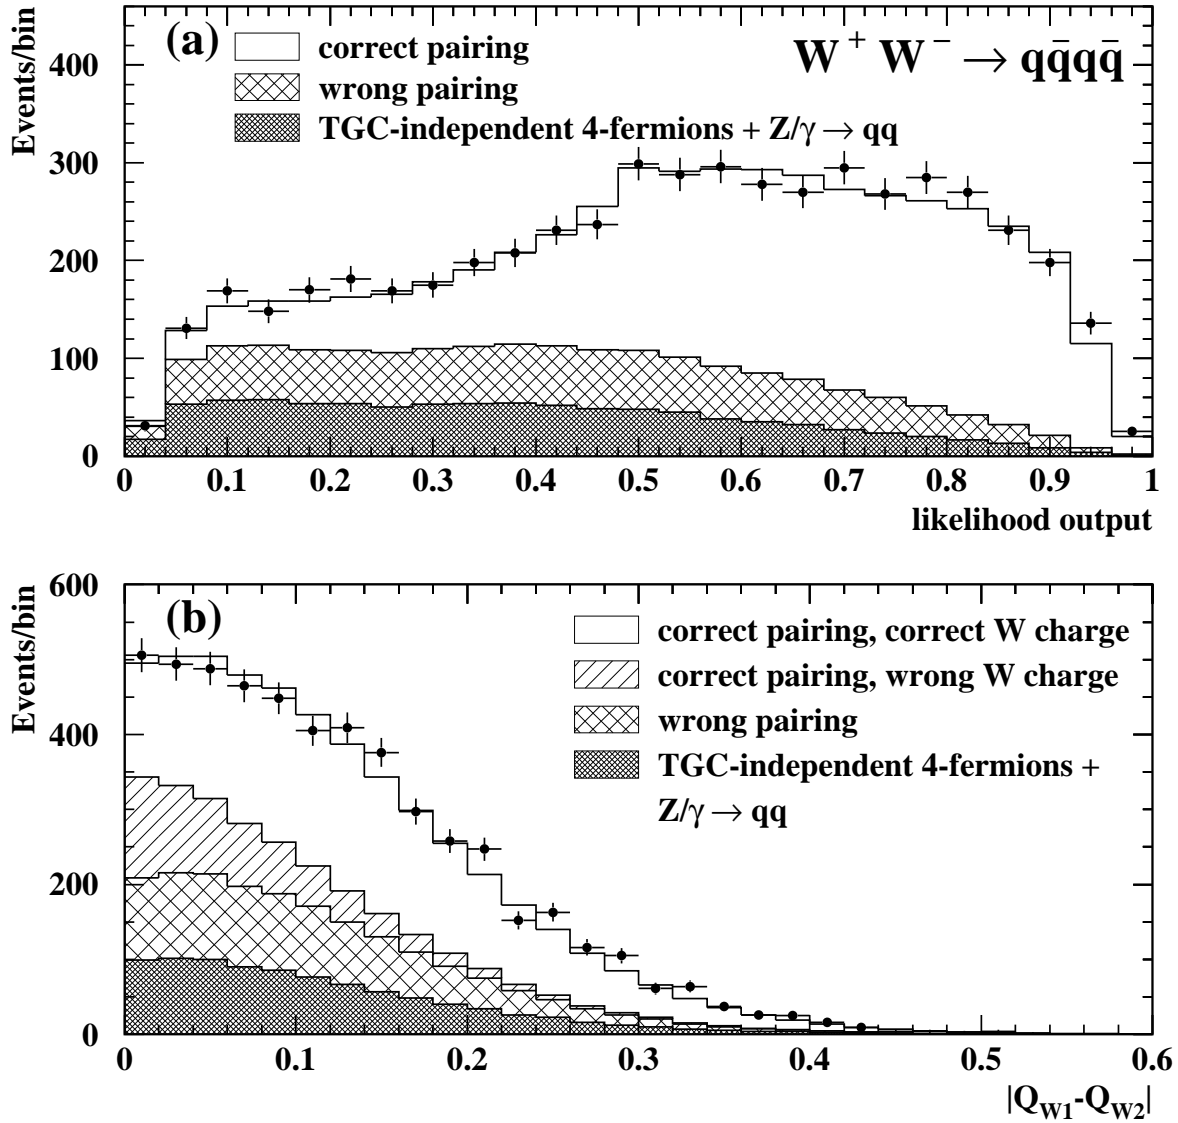 Events/bin
(a)
correct pairing
wrong pairing
TGC-independent 4-fermions + Z/γ → qq
W⁺ W⁻ → qq̄qq̄
400
300
200
100
0
0 0.1 0.2 0.3 0.4 0.5 0.6 0.7 0.8 0.9 1
likelihood output
Events/bin
(b)
correct pairing, correct W charge
correct pairing, wrong W charge
wrong pairing
TGC-independent 4-fermions +
Z/γ → qq
600
400
200
0
0 0.1 0.2 0.3 0.4 0.5 0.6
|Q_W1-Q_W2|